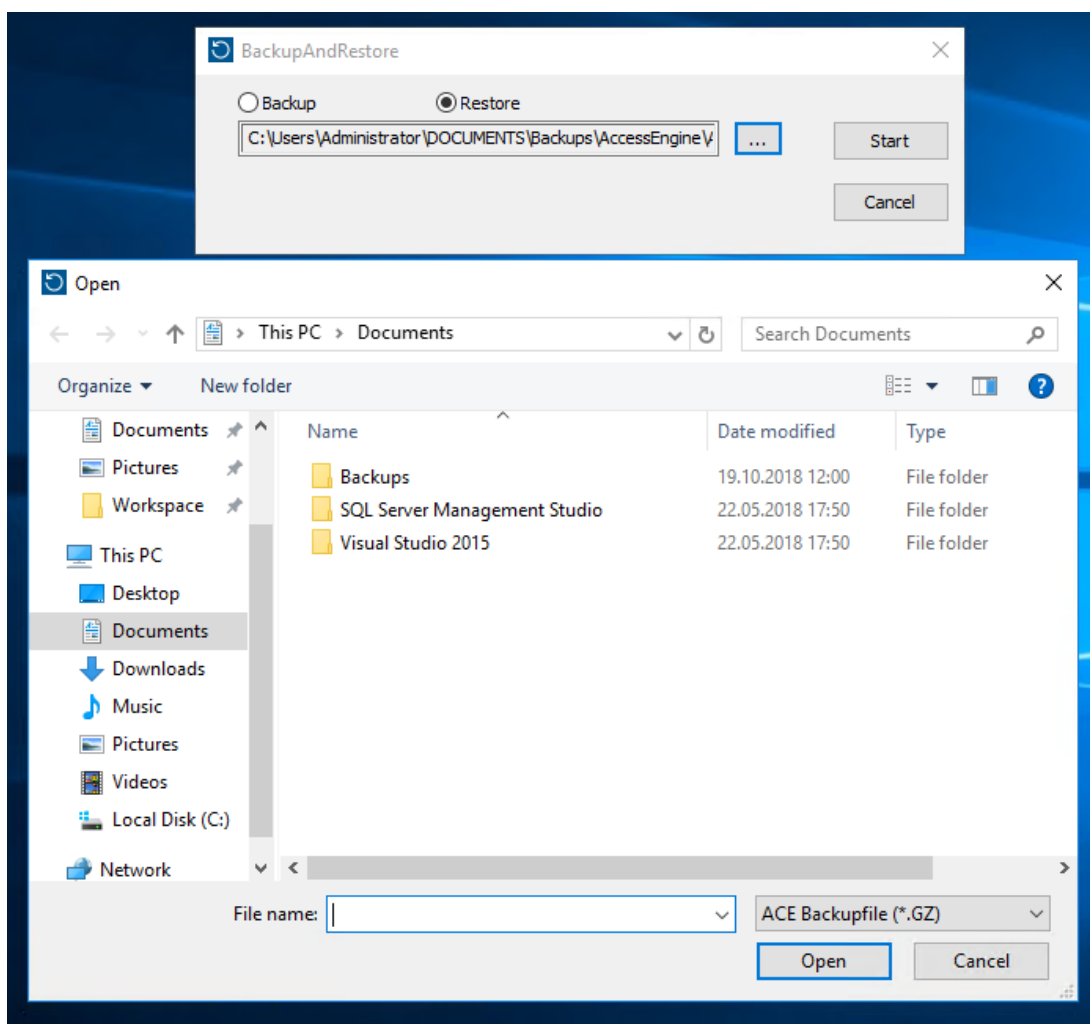 BackupAndRestore
Backup Restore
C:\Users\Administrator\DOCUMENTS\Backups\AccessEngine\ ... Start
Cancel
Open
This PC > Documents Search Documents
Organize New folder ?
Documents Name Date modified Type
Pictures Backups 19.10.2018 12:00 File folder
Workspace SQL Server Management Studio 22.05.2018 17:50 File folder
This PC Visual Studio 2015 22.05.2018 17:50 File folder
Desktop
Documents
Downloads
Music
Pictures
Videos
Local Disk (C:)
Network
File name: ACE Backupfile (*.GZ)
Open Cancel